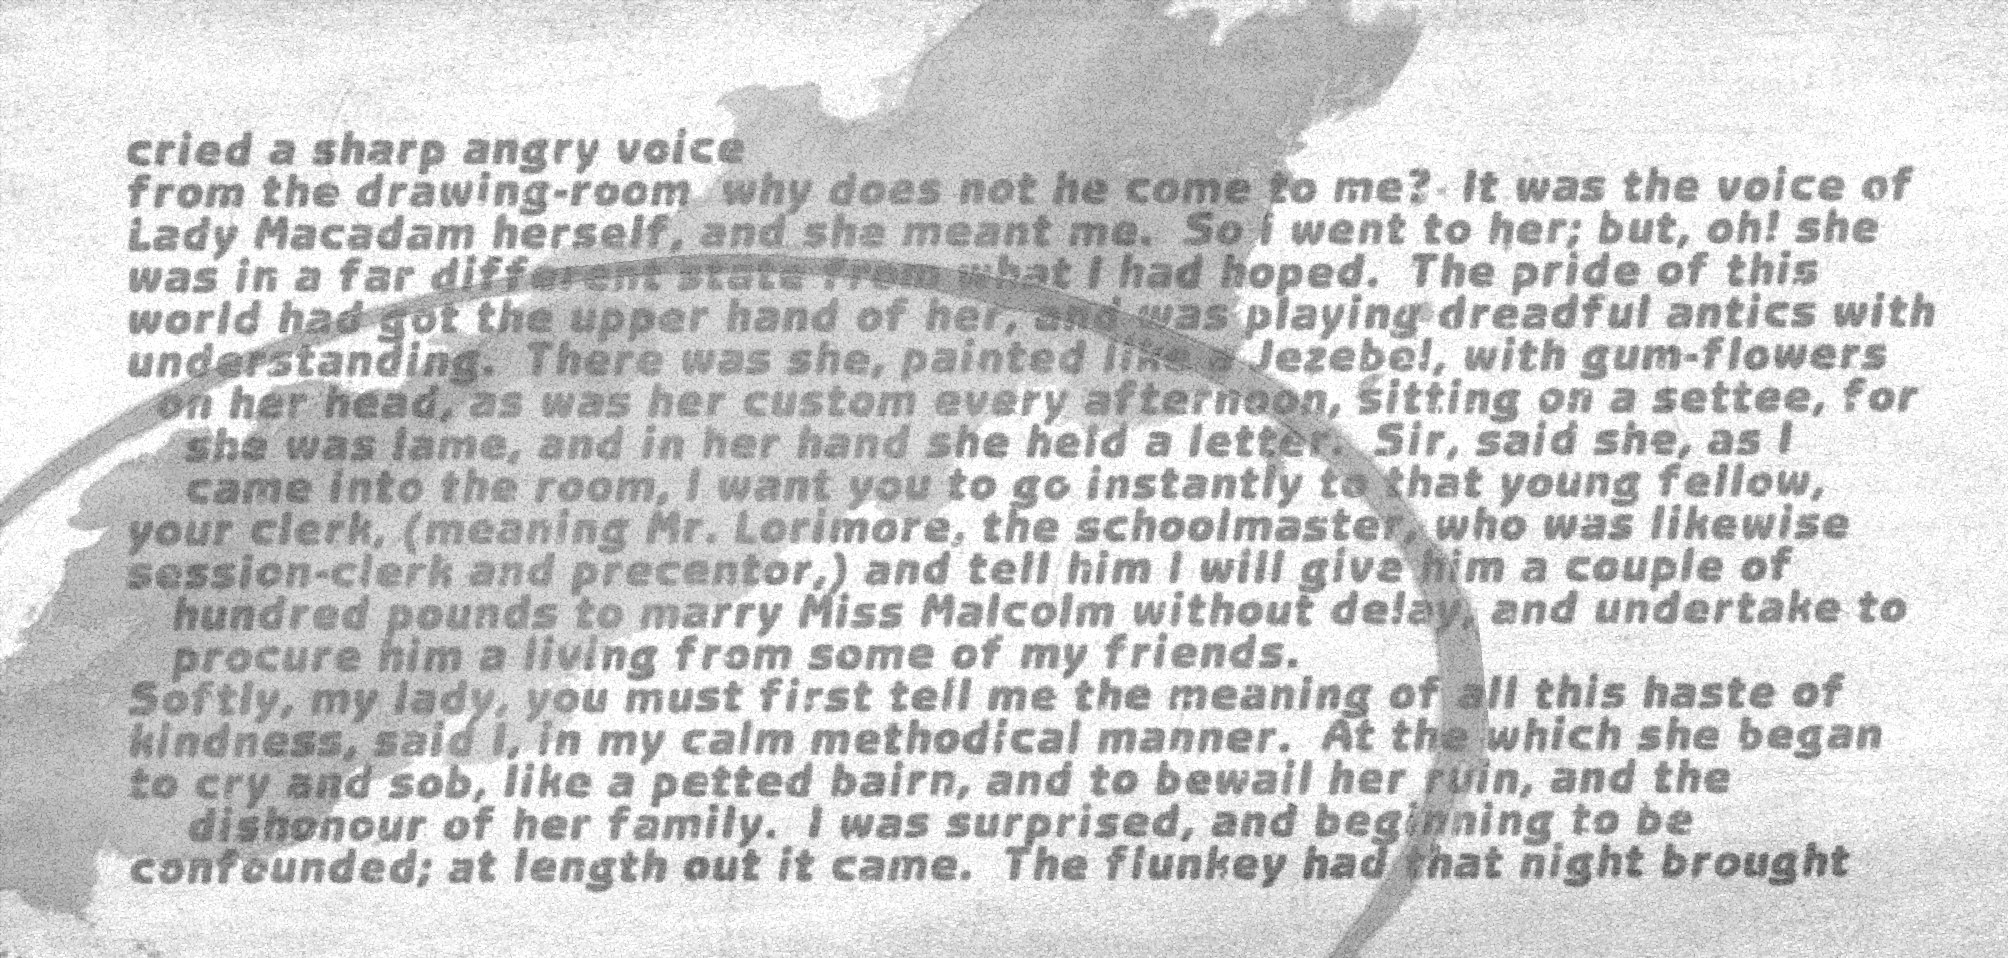 cried a sharp angry voice
from the drawing-room why does not he come to me? It was the voice of
Lady Macadam herself, and she meant me. So I went to her; but, oh! she
was in a far different state from what I had hoped. The pride of this
world had got the upper hand of her, and was playing dreadful antics with
understanding. There was she, painted like a Jezebel, with gum-flowers
on her head, as was her custom every afternoon, sitting on a settee, for
she was lame, and in her hand she held a letter. Sir, said she, as I
came into the room, I want you to go instantly to that young fellow,
your clerk, (meaning Mr. Lorimore, the schoolmaster, who was likewise
session-clerk and precentor,) and tell him I will give him a couple of
hundred pounds to marry Miss Malcolm without delay, and undertake to
procure him a living from some of my friends.
Softly, my lady, you must first tell me the meaning of all this haste of
kindness, said I, in my calm methodical manner. At the which she began
to cry and sob, like a petted bairn, and to bewail her ruin, and the
dishonour of her family. I was surprised, and beginning to be
confounded; at length out it came. The flunkey had that night brought